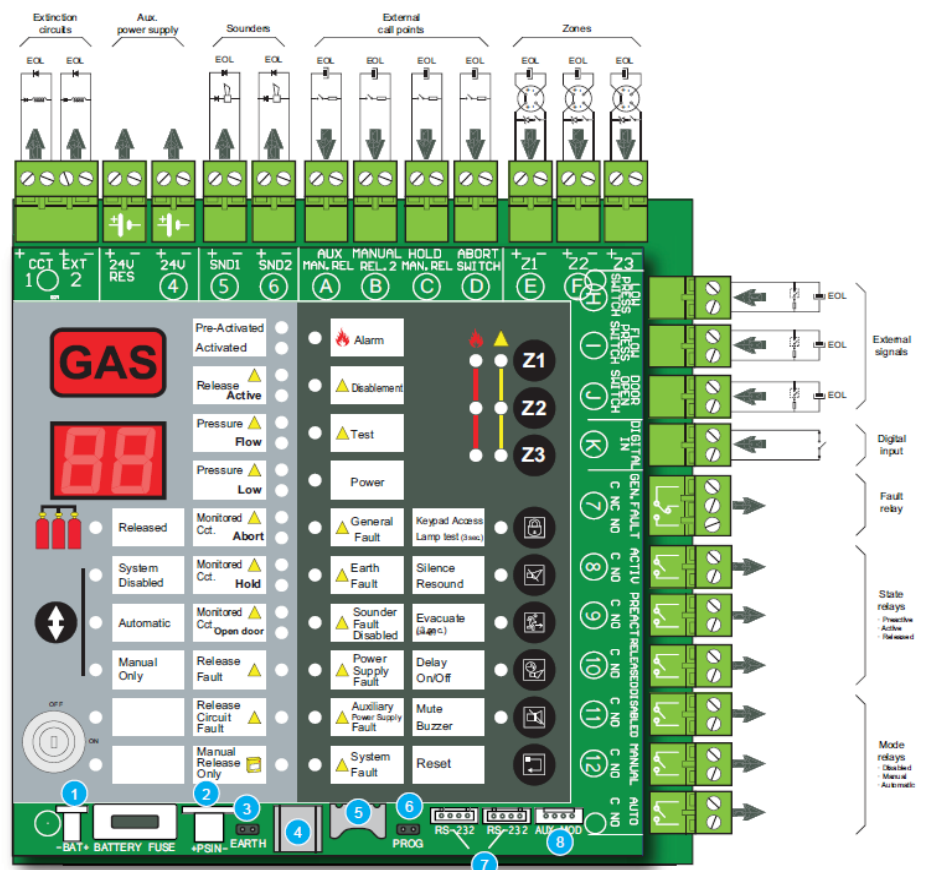 Extinction
circuits
Aux.
power supply
Sounders
External
call points
Zones
EOL EOL EOL EOL EOL EOL EOL EOL EOL EOL EOL
+ - + -
CCT EXT
1 2
+ -
24V
RES
+ -
24V
4
+ -
SND1
5
+ -
SND2
6
AUX
MAN.REL
A
MANUAL
REL.2
B
HOLD
MAN.REL
C
ABORT
SWITCH
D
+ -
Z1
E
+ -
Z2
F
+ -
Z3
LOW
PRESS
SWITCH
H
EOL
FLOW
PRESS
SWITCH
I
EOL
DOOR
OPEN
SWITCH
J
EOL
External
signals
DIGITAL
IN
K
Digital
input
GEN.FAULT
C NC NO
7
Fault
relay
ACTIV
C NO
8
PREACT
C NO
9
RELEASED
C NO
10
State
relays
- Preactive
- Active
- Released
DISABLED
C NO
11
MANUAL
C NO
12
AUTO
C NO
Mode
relays
- Disabled
- Manual
- Automatic
GAS
88
Pre-Activated
Activated
Release
Active
Pressure
Flow
Pressure
Low
Monitored
Cct.
Abort
Monitored
Cct.
Hold
Monitored
Cct.
Open door
Release
Fault
Release
Circuit
Fault
Manual
Release
Only
Released
System
Disabled
Automatic
Manual
Only
OFF
ON
Alarm
Disablement
Test
Power
General
Fault
Earth
Fault
Sounder
Fault
Disabled
Power
Supply
Fault
Auxiliary
Power Supply
Fault
System
Fault
Keypad Access
Lamp test (3sec.)
Silence
Resound
Evacuate
Delay
On/Off
Mute
Buzzer
Reset
Z1
Z2
Z3
1
-BAT+
BATTERY FUSE
2
+PSIN-
3
EARTH
4
5
6
PROG
RS-232 RS-232
7
AUX.MOD
8